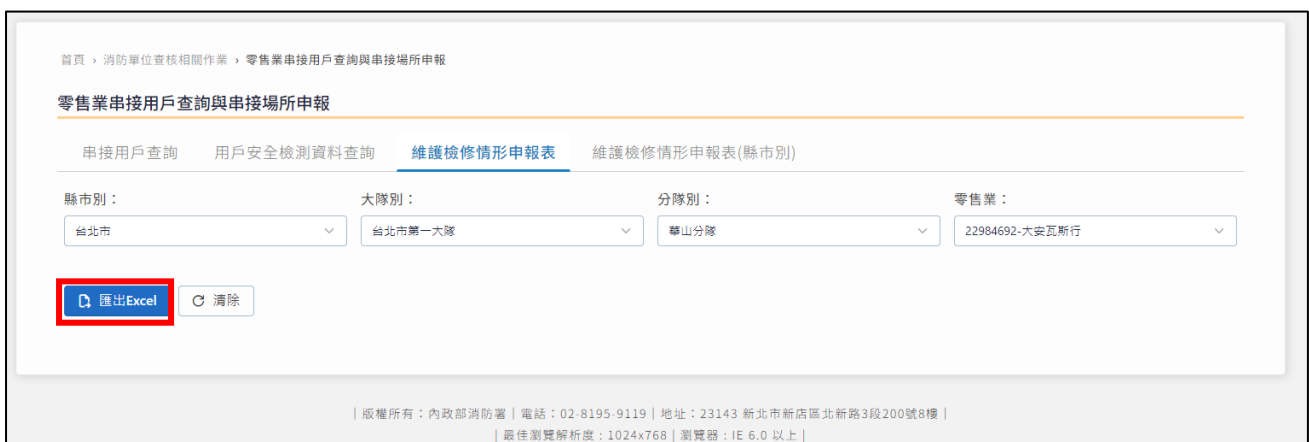 首頁 › 消防單位查核相關作業 › 零售業串接用戶查詢與串接場所申報
零售業串接用戶查詢與串接場所申報
串接用戶查詢 用戶安全檢測資料查詢 維護檢修情形申報表 維護檢修情形申報表(縣市別)
縣市別： 大隊別： 分隊別： 零售業：
台北市 台北市第一大隊 華山分隊 22984692-大安瓦斯行
匯出Excel 清除
| 版權所有：內政部消防署 | 電話：02-8195-9119 | 地址：23143 新北市新店區北新路3段200號8樓 |
| 最佳瀏覽解析度：1024x768 | 瀏覽器：IE 6.0 以上 |